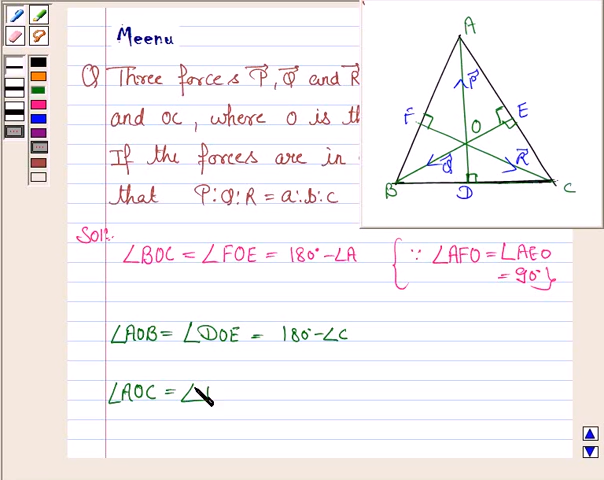 Meenu
Q Three forces P⃗, Q⃗ and R⃗
and OC, where O is th
If the forces are in
that P:Q:R = a:b:c
Sol:
∠BOC = ∠FOE = 180° - ∠A { ∵ ∠AFO = ∠AEO
= 90° }
∠AOB = ∠DOE = 180° - ∠C
∠AOC = ∠
A
P⃗
F
E
O
Q⃗
R⃗
B
D
C